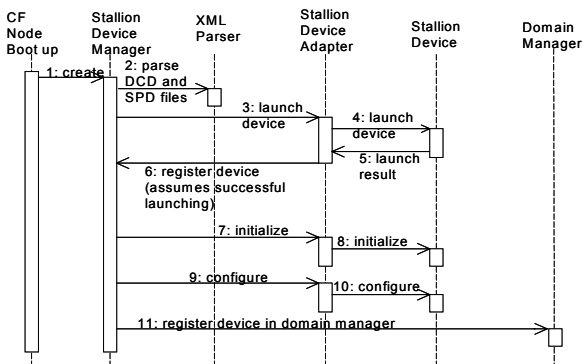 CF
Node
Boot up
Stallion
Device
Manager
XML
Parser
Stallion
Device
Adapter
Stallion
Device
Domain
Manager
1: create
2: parse
DCD and
SPD files
3: launch
device
4: launch
device
5: launch
result
6: register device
(assumes successful
launching)
7: initialize
8: initialize
9: configure
10: configure
11: register device in domain manager